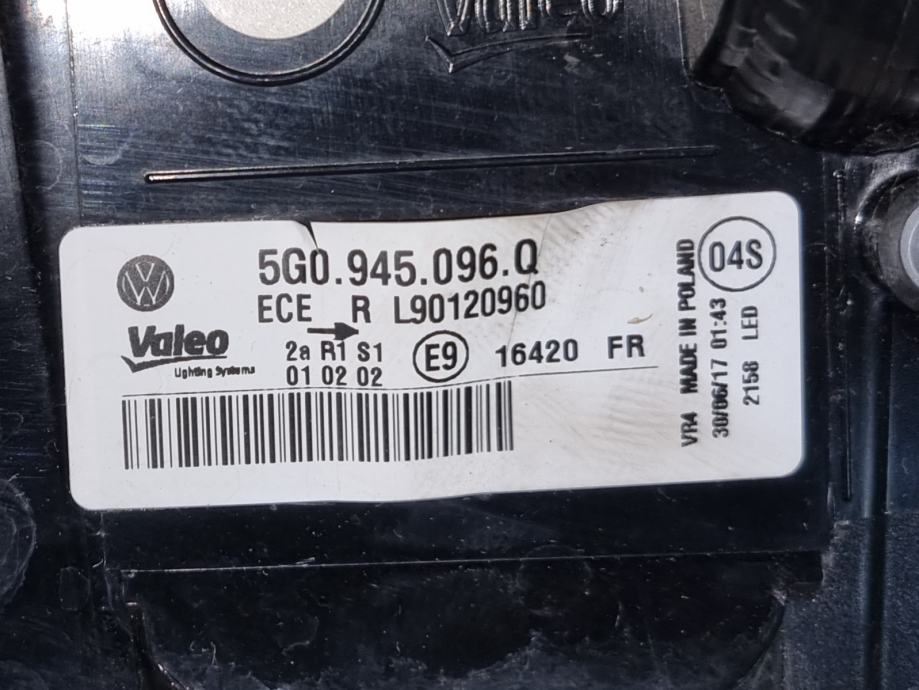 Valeo
5G0.945.096.Q
ECE R L90120960
Valeo
Lighting Systems
2a R1 S1
01 02 02
E9
16420 FR
04S
VR4 MADE IN POLAND
30/06/17 01:43
2158 LED